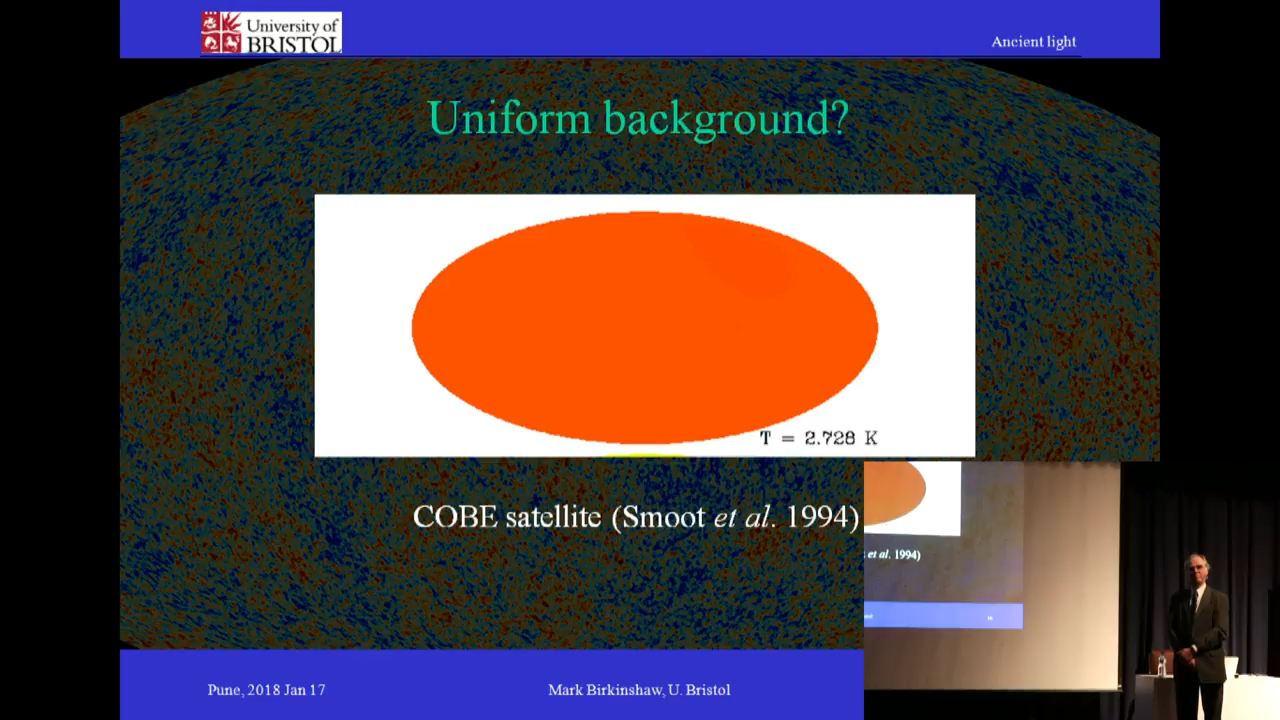 University of
BRISTOL
Ancient light
Uniform background?
T = 2.728 K
COBE satellite (Smoot et al. 1994)
et al. 1994)
Pune, 2018 Jan 17
Mark Birkinshaw, U. Bristol